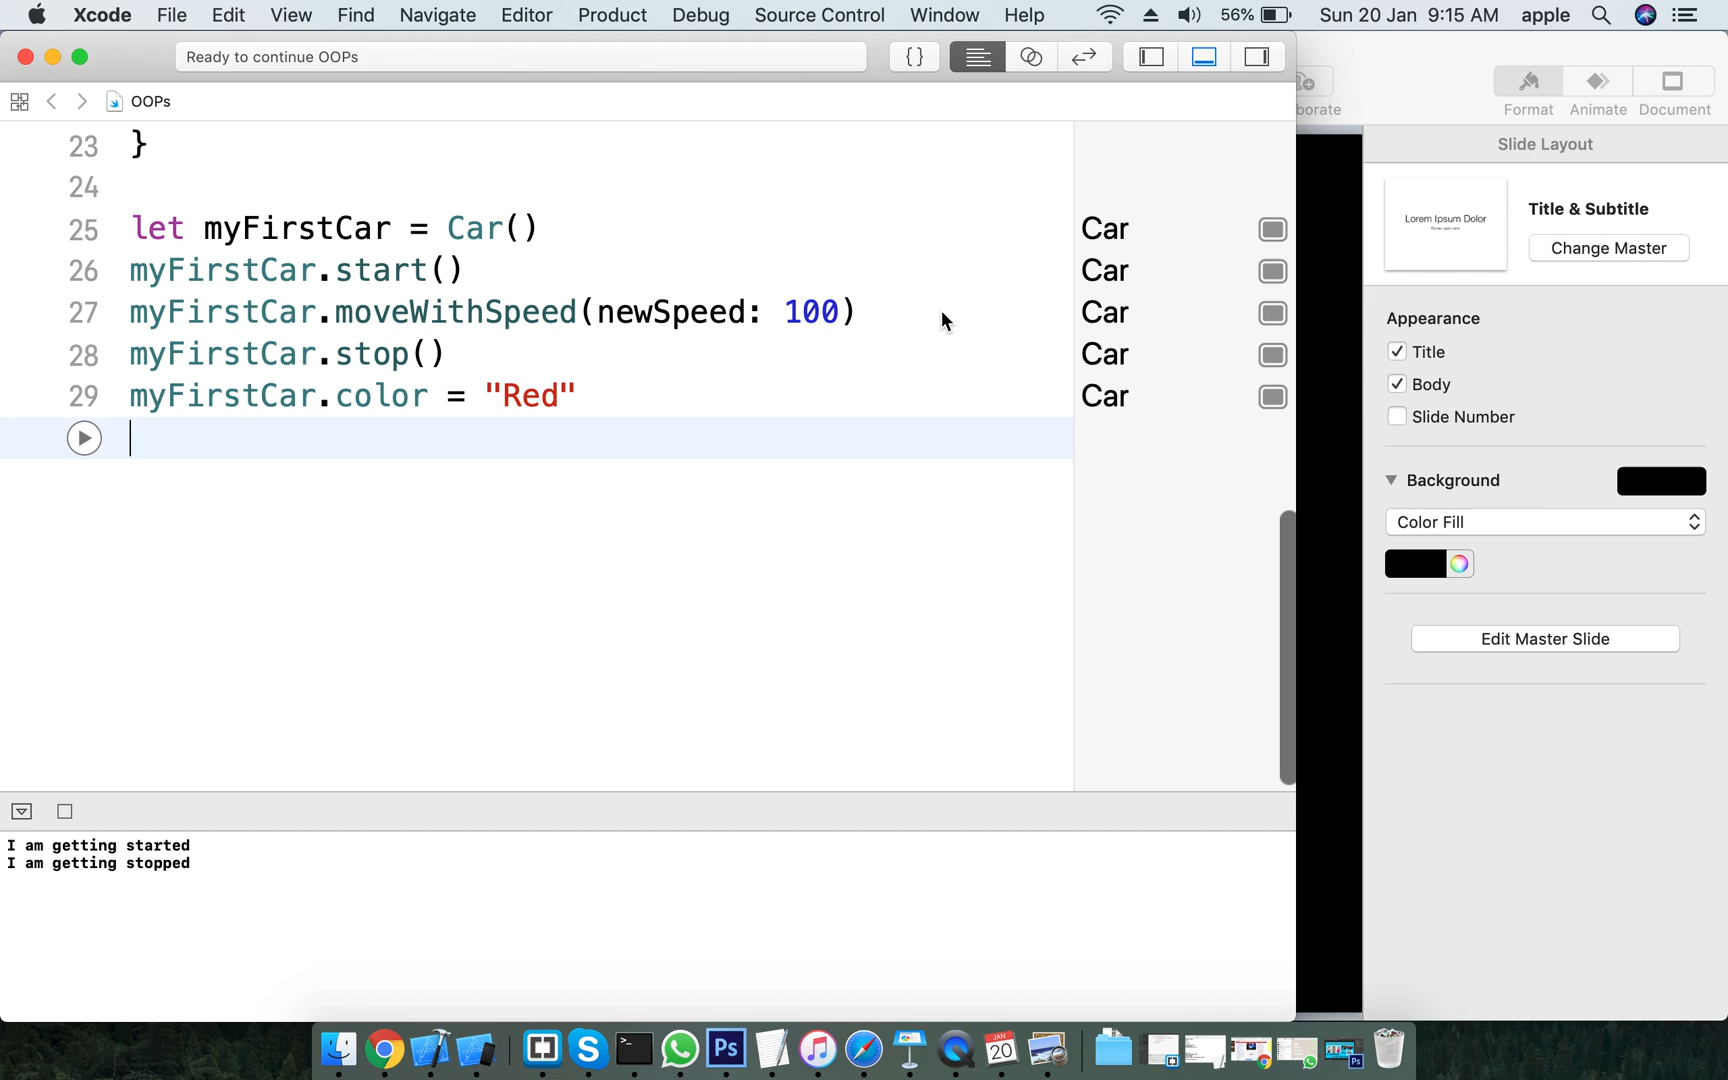 Xcode File Edit View Find Navigate Editor Product Debug Source Control Window Help 56% Sun 20 Jan 9:15 AM apple
Ready to continue OOPs
{}
OOPs
borate
Format Animate Document
Slide Layout
23 }
24
25 let myFirstCar = Car() Car
26 myFirstCar.start() Car
27 myFirstCar.moveWithSpeed(newSpeed: 100) Car
28 myFirstCar.stop() Car
29 myFirstCar.color = "Red" Car
Lorem Ipsum Dolor
Title & Subtitle
Change Master
Appearance
Title
Body
Slide Number
Background
Color Fill
Edit Master Slide
I am getting started
I am getting stopped
S
>_
Ps
JAN
20
Ps